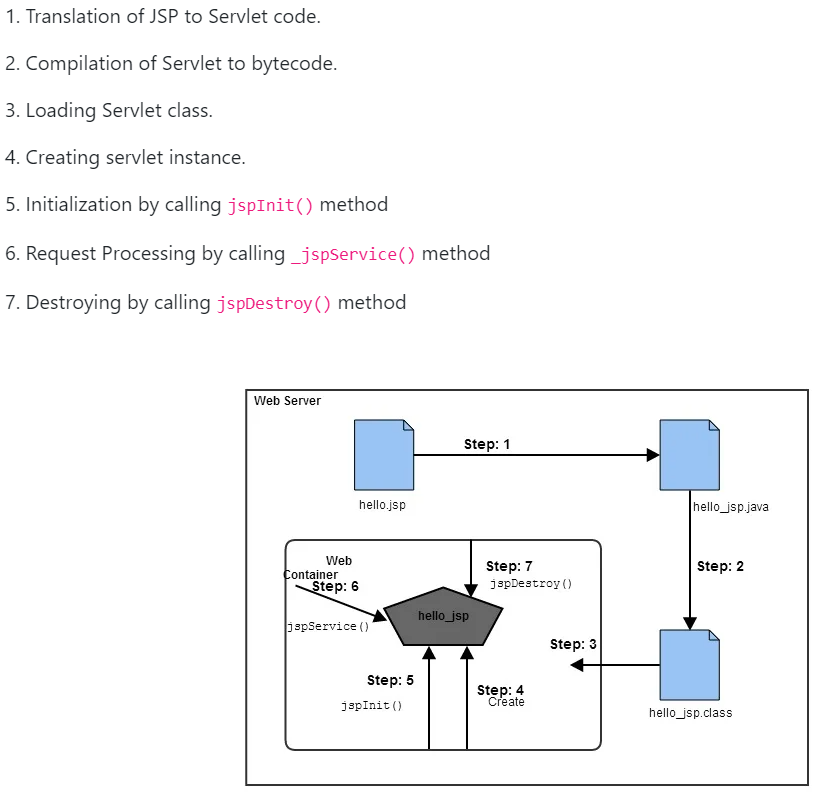 1. Translation of JSP to Servlet code.
2. Compilation of Servlet to bytecode.
3. Loading Servlet class.
4. Creating servlet instance.
5. Initialization by calling jspInit() method
6. Request Processing by calling _jspService() method
7. Destroying by calling jspDestroy() method
Web Server
Step: 1
hello.jsp
hello_jsp.java
Step: 2
Web
Container
Step: 6
jspService()
Step: 7
jspDestroy()
hello_jsp
Step: 3
Step: 5
jspInit()
Step: 4
Create
hello_jsp.class